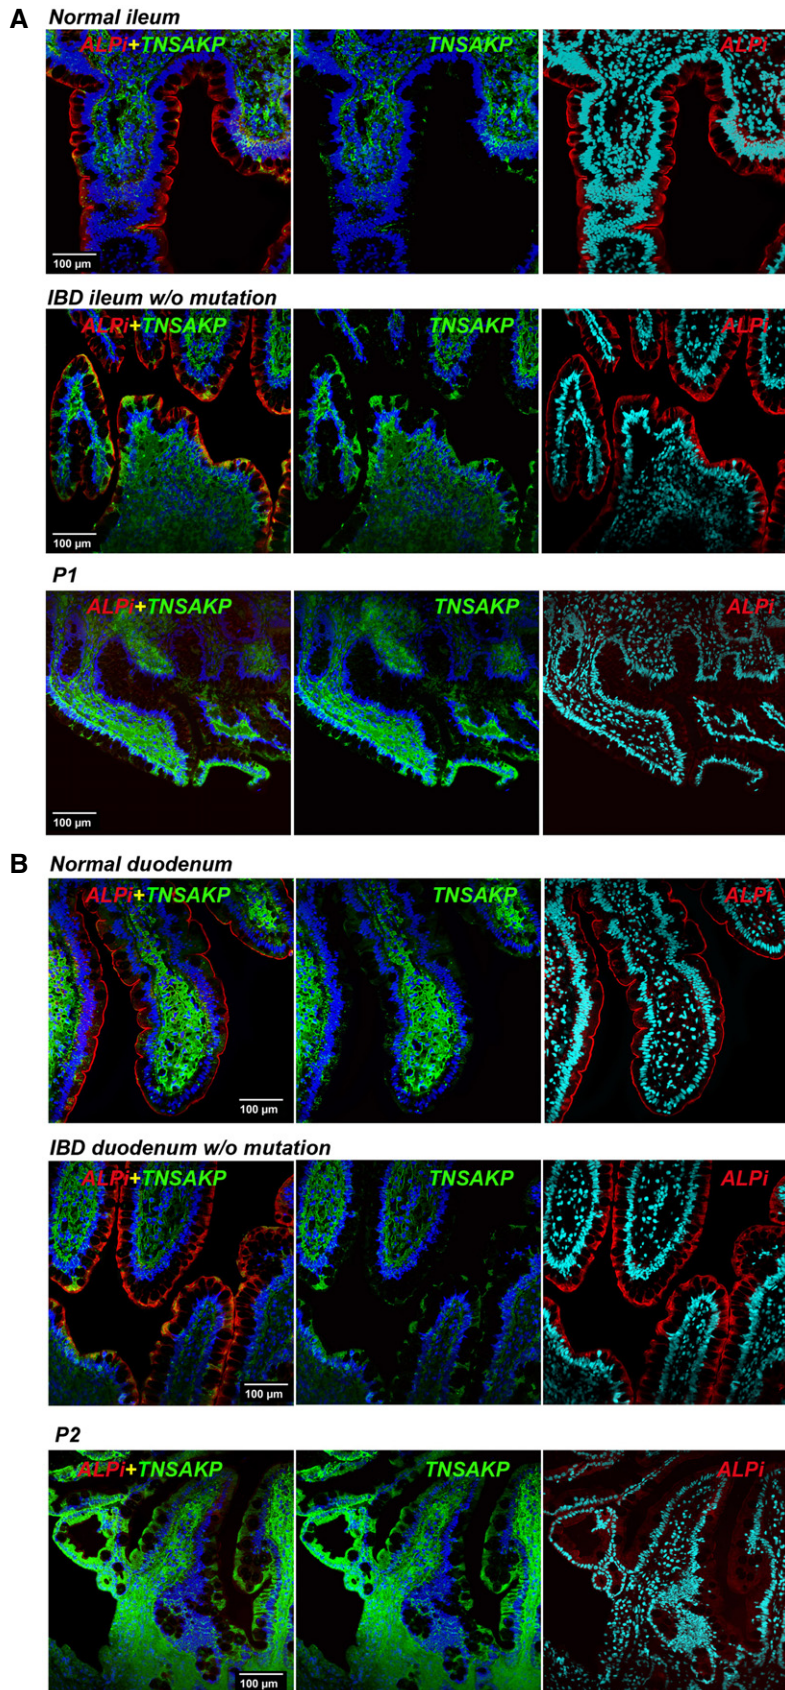 A Normal ileum
ALPi+TNSAKP TNSAKP ALPi
100 µm
IBD ileum w/o mutation
ALPi+TNSAKP TNSAKP ALPi
100 µm
P1
ALPi+TNSAKP TNSAKP ALPi
100 µm
B Normal duodenum
ALPi+TNSAKP TNSAKP ALPi
100 µm
IBD duodenum w/o mutation
ALPi+TNSAKP TNSAKP ALPi
100 µm
P2
ALPi+TNSAKP TNSAKP ALPi
100 µm